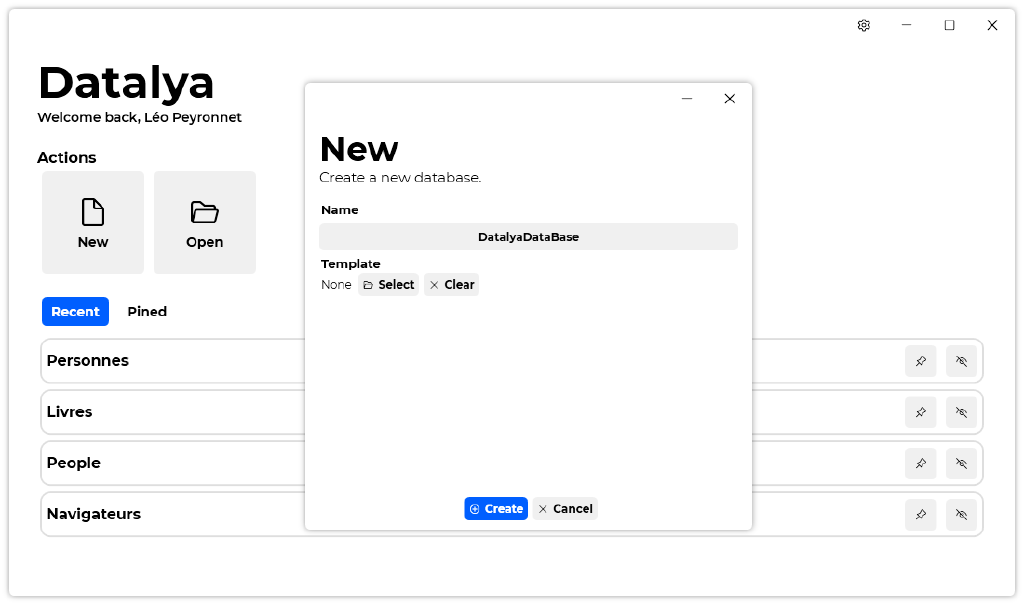 Datalya
Welcome back, Léo Peyronnet
Actions
New
Open
Recent
Pined
Personnes
Livres
People
Navigateurs
New
Create a new database.
Name
DatalyaDataBase
Template
None
Select
Clear
Create
Cancel